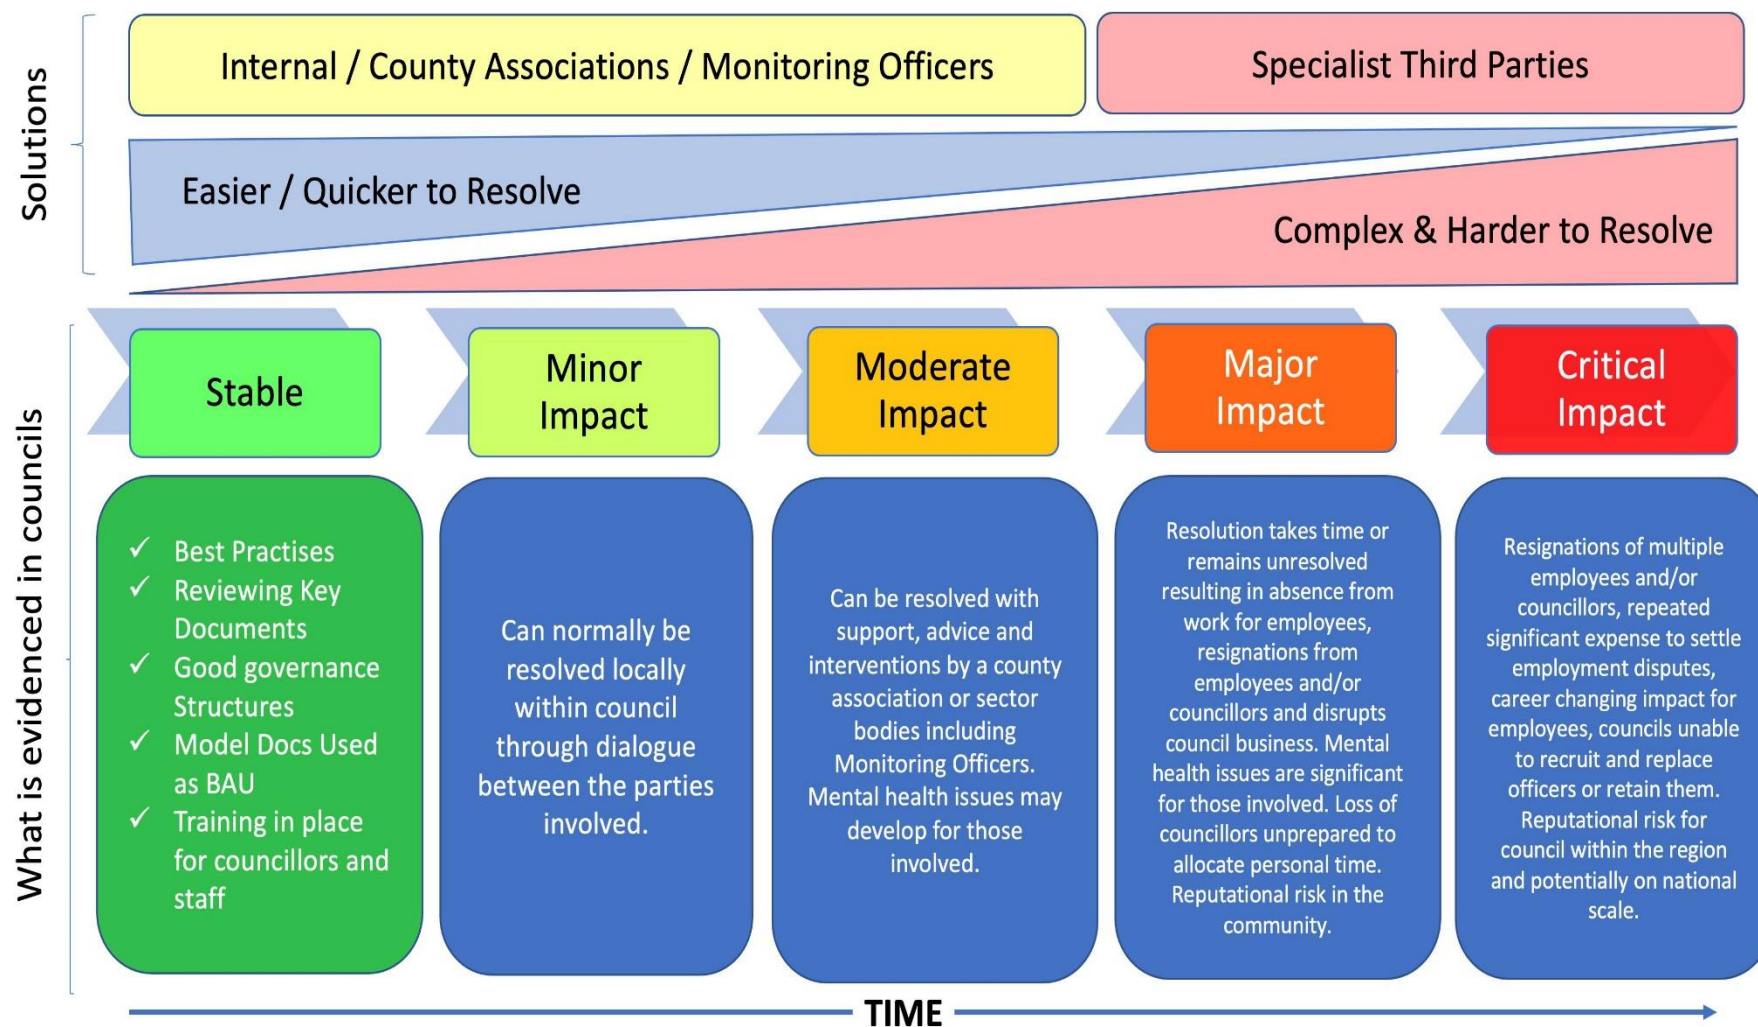 Solutions
Internal / County Associations / Monitoring Officers
Specialist Third Parties
Easier / Quicker to Resolve
Complex & Harder to Resolve
What is evidenced in councils
Stable
Minor
Impact
Moderate
Impact
Major
Impact
Critical
Impact
✓ Best Practises
✓ Reviewing Key
Documents
✓ Good governance
Structures
✓ Model Docs Used
as BAU
✓ Training in place
for councillors and
staff
Can normally be
resolved locally
within council
through dialogue
between the parties
involved.
Can be resolved with
support, advice and
interventions by a county
association or sector
bodies including
Monitoring Officers.
Mental health issues may
develop for those
involved.
Resolution takes time or
remains unresolved
resulting in absence from
work for employees,
resignations from
employees and/or
councillors and disrupts
council business. Mental
health issues are significant
for those involved. Loss of
councillors unprepared to
allocate personal time.
Reputational risk in the
community.
Resignations of multiple
employees and/or
councillors, repeated
significant expense to settle
employment disputes,
career changing impact for
employees, councils unable
to recruit and replace
officers or retain them.
Reputational risk for
council within the region
and potentially on national
scale.
TIME